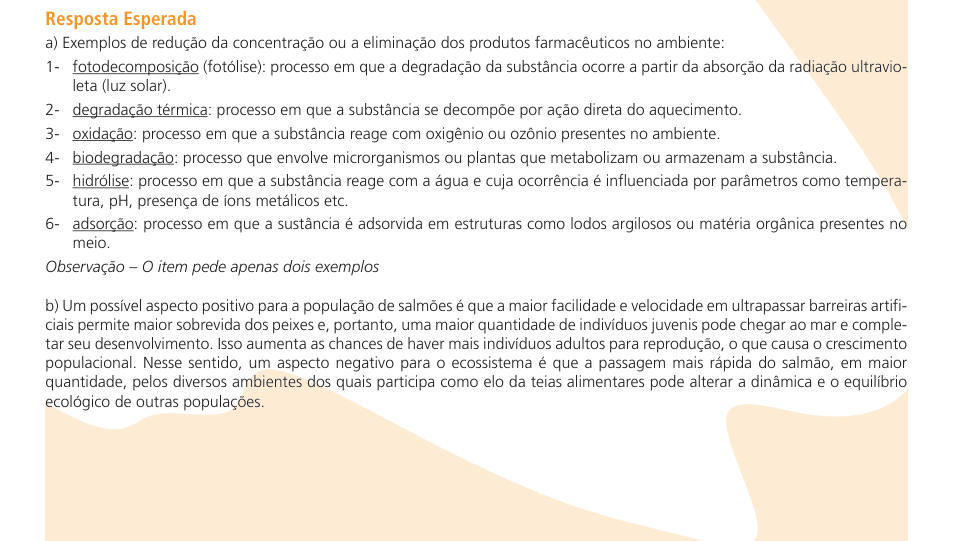 Resposta Esperada
a) Exemplos de redução da concentração ou a eliminação dos produtos farmacêuticos no ambiente:
1- fotodecomposição (fotólise): processo em que a degradação da substância ocorre a partir da absorção da radiação ultravio-
leta (luz solar).
2- degradação térmica: processo em que a substância se decompõe por ação direta do aquecimento.
3- oxidação: processo em que a substância reage com oxigênio ou ozônio presentes no ambiente.
4- biodegradação: processo que envolve microrganismos ou plantas que metabolizam ou armazenam a substância.
5- hidrólise: processo em que a substância reage com a água e cuja ocorrência é influenciada por parâmetros como tempera-
tura, pH, presença de íons metálicos etc.
6- adsorção: processo em que a sustância é adsorvida em estruturas como lodos argilosos ou matéria orgânica presentes no
meio.
Observação – O item pede apenas dois exemplos
b) Um possível aspecto positivo para a população de salmões é que a maior facilidade e velocidade em ultrapassar barreiras artifi-
ciais permite maior sobrevida dos peixes e, portanto, uma maior quantidade de indivíduos juvenis pode chegar ao mar e comple-
tar seu desenvolvimento. Isso aumenta as chances de haver mais indivíduos adultos para reprodução, o que causa o crescimento
populacional. Nesse sentido, um aspecto negativo para o ecossistema é que a passagem mais rápida do salmão, em maior
quantidade, pelos diversos ambientes dos quais participa como elo da teias alimentares pode alterar a dinâmica e o equilíbrio
ecológico de outras populações.